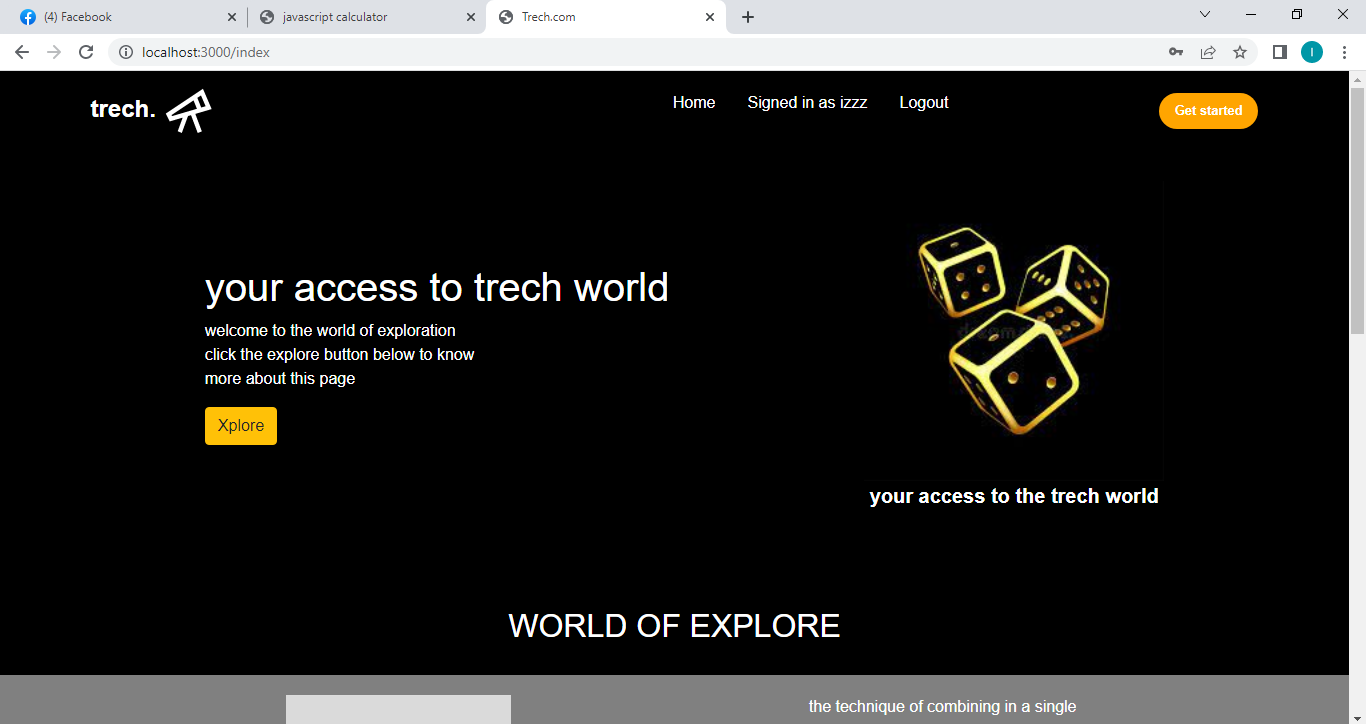 (4) Facebook
javascript calculator
Trech.com
localhost:3000/index
I
trech.
Home
Signed in as izzz
Logout
Get started
your access to trech world
welcome to the world of exploration
click the explore button below to know
more about this page
Xplore
your access to the trech world
WORLD OF EXPLORE
the technique of combining in a single